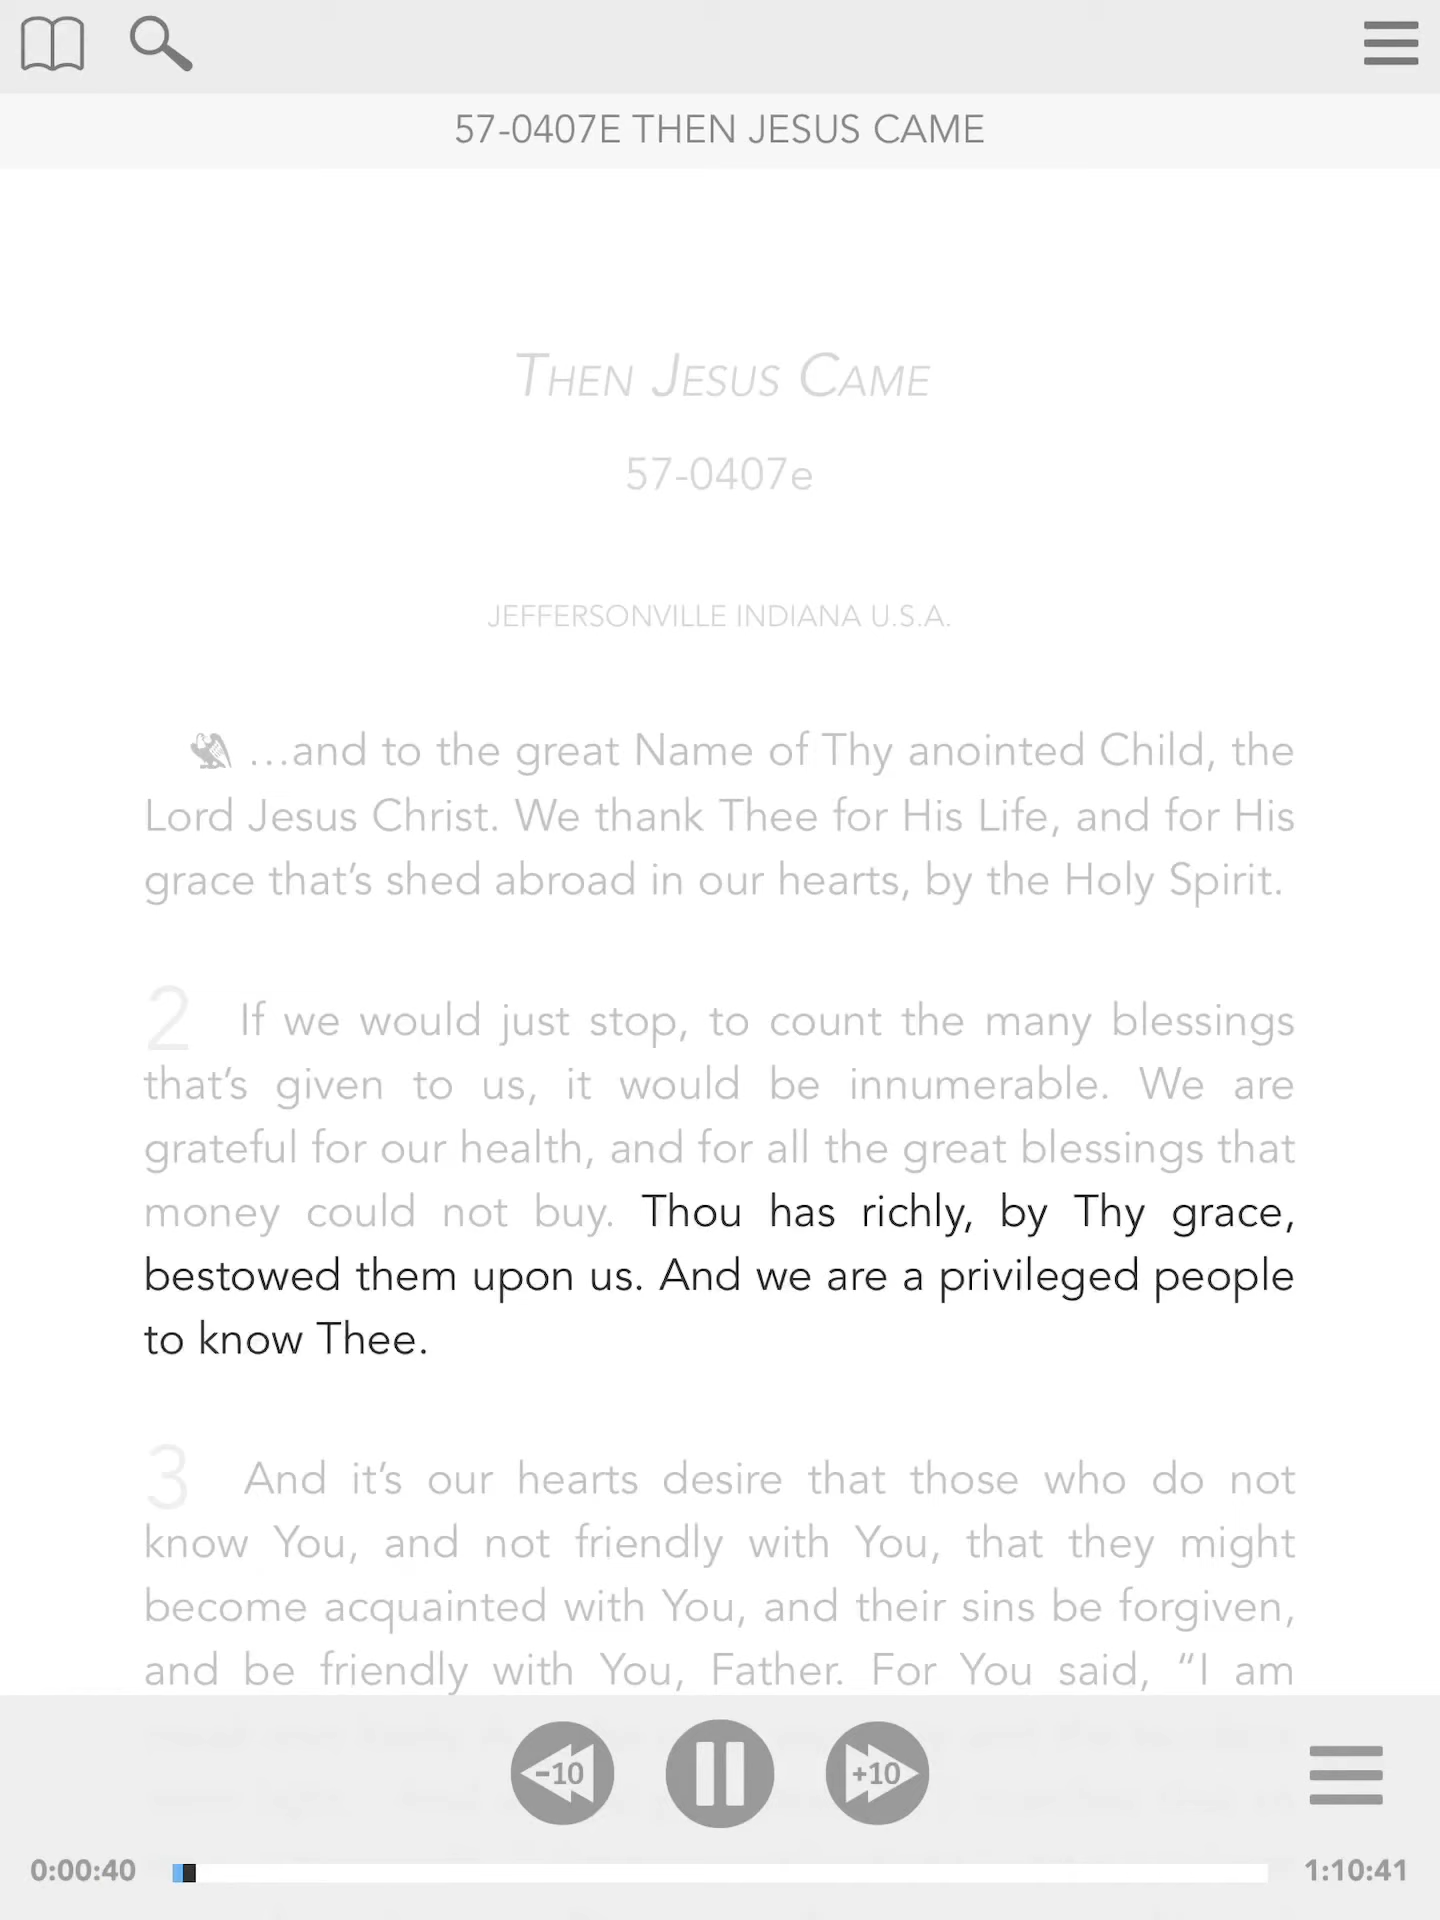 57-0407E THEN JESUS CAME
THEN JESUS CAME
57-0407e
JEFFERSONVILLE INDIANA U.S.A.
…and to the great Name of Thy anointed Child, the
Lord Jesus Christ. We thank Thee for His Life, and for His
grace that’s shed abroad in our hearts, by the Holy Spirit.
2 If we would just stop, to count the many blessings
that’s given to us, it would be innumerable. We are
grateful for our health, and for all the great blessings that
money could not buy. Thou has richly, by Thy grace,
bestowed them upon us. And we are a privileged people
to know Thee.
3 And it’s our hearts desire that those who do not
know You, and not friendly with You, that they might
become acquainted with You, and their sins be forgiven,
and be friendly with You, Father. For You said, “I am
-10 +10
0:00:40 1:10:41